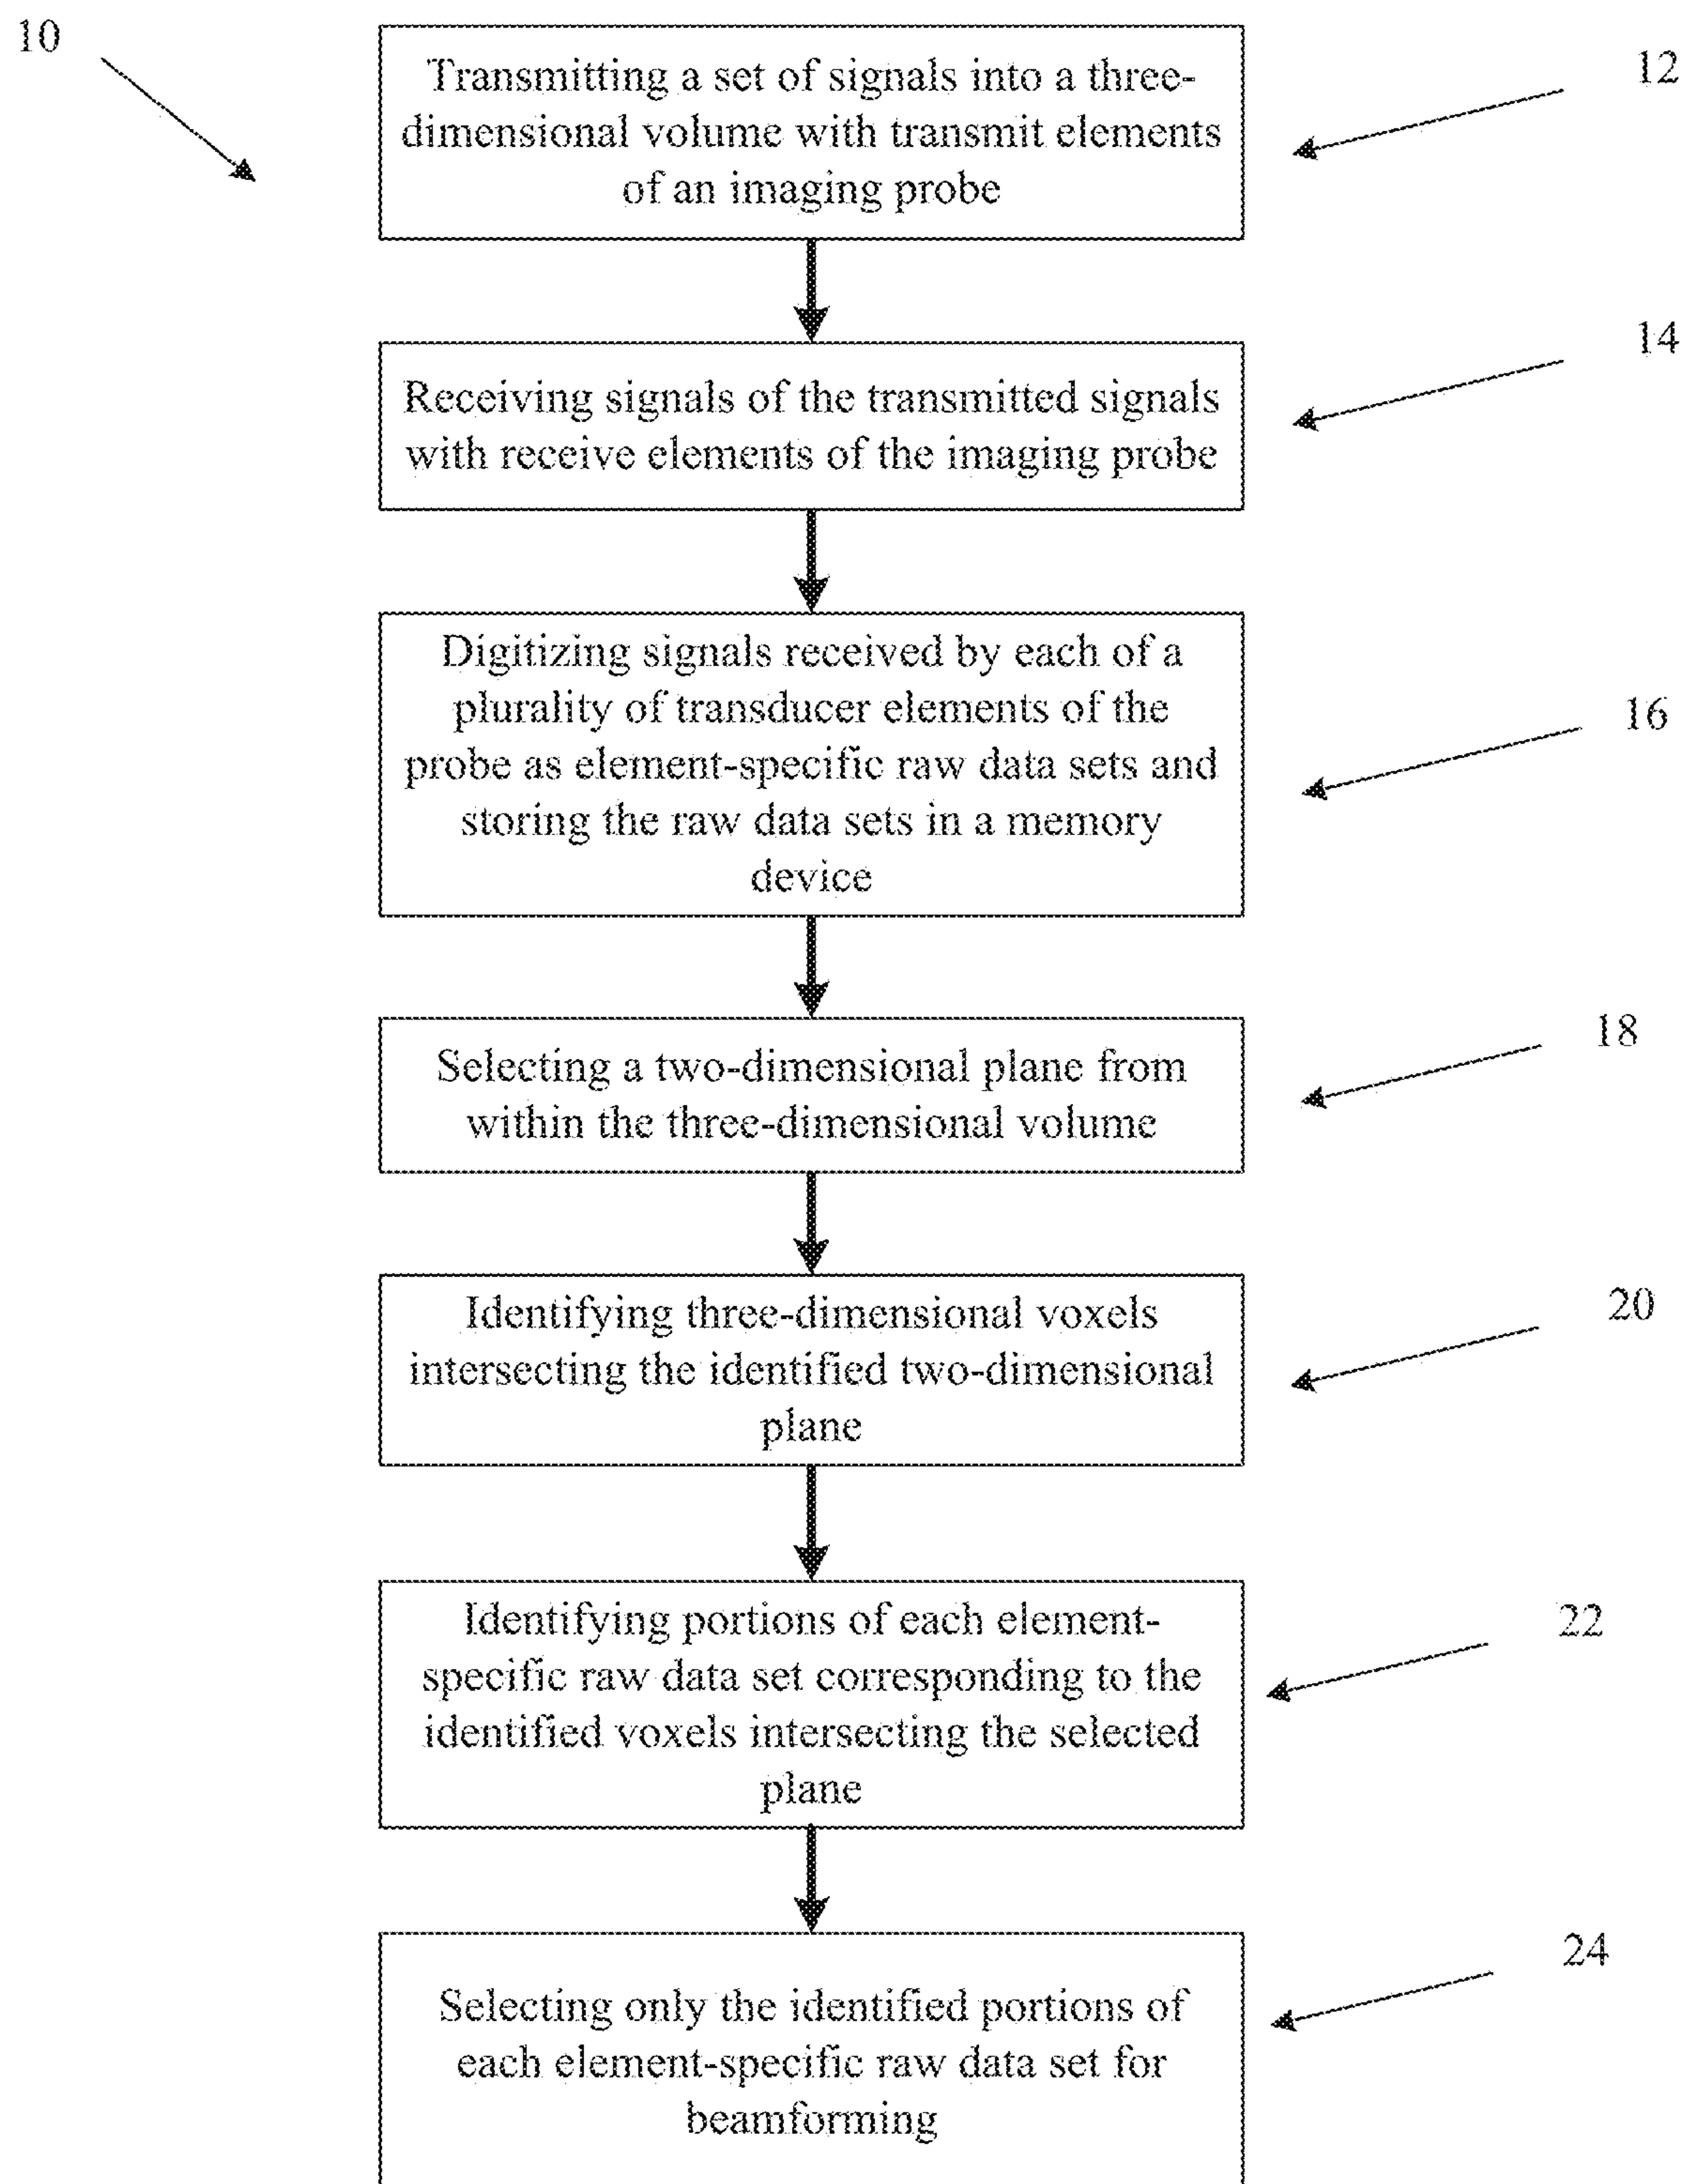 10
Transmitting a set of signals into a three-
dimensional volume with transmit elements
of an imaging probe
12
Receiving signals of the transmitted signals
with receive elements of the imaging probe
14
Digitizing signals received by each of a
plurality of transducer elements of the
probe as element-specific raw data sets and
storing the raw data sets in a memory
device
16
Selecting a two-dimensional plane from
within the three-dimensional volume
18
Identifying three-dimensional voxels
intersecting the identified two-dimensional
plane
20
Identifying portions of each element-
specific raw data set corresponding to the
identified voxels intersecting the selected
plane
22
Selecting only the identified portions of
each element-specific raw data set for
beamforming
24